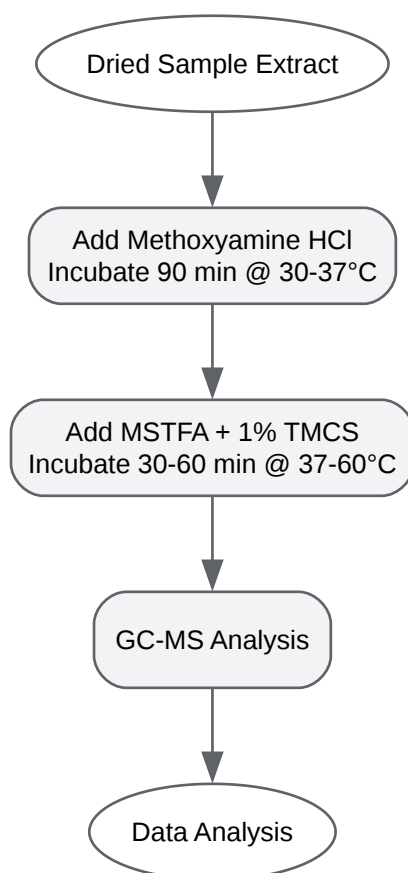 Dried Sample Extract
Add Methoxyamine HCl
Incubate 90 min @ 30-37°C
Add MSTFA + 1% TMCS
Incubate 30-60 min @ 37-60°C
GC-MS Analysis
Data Analysis